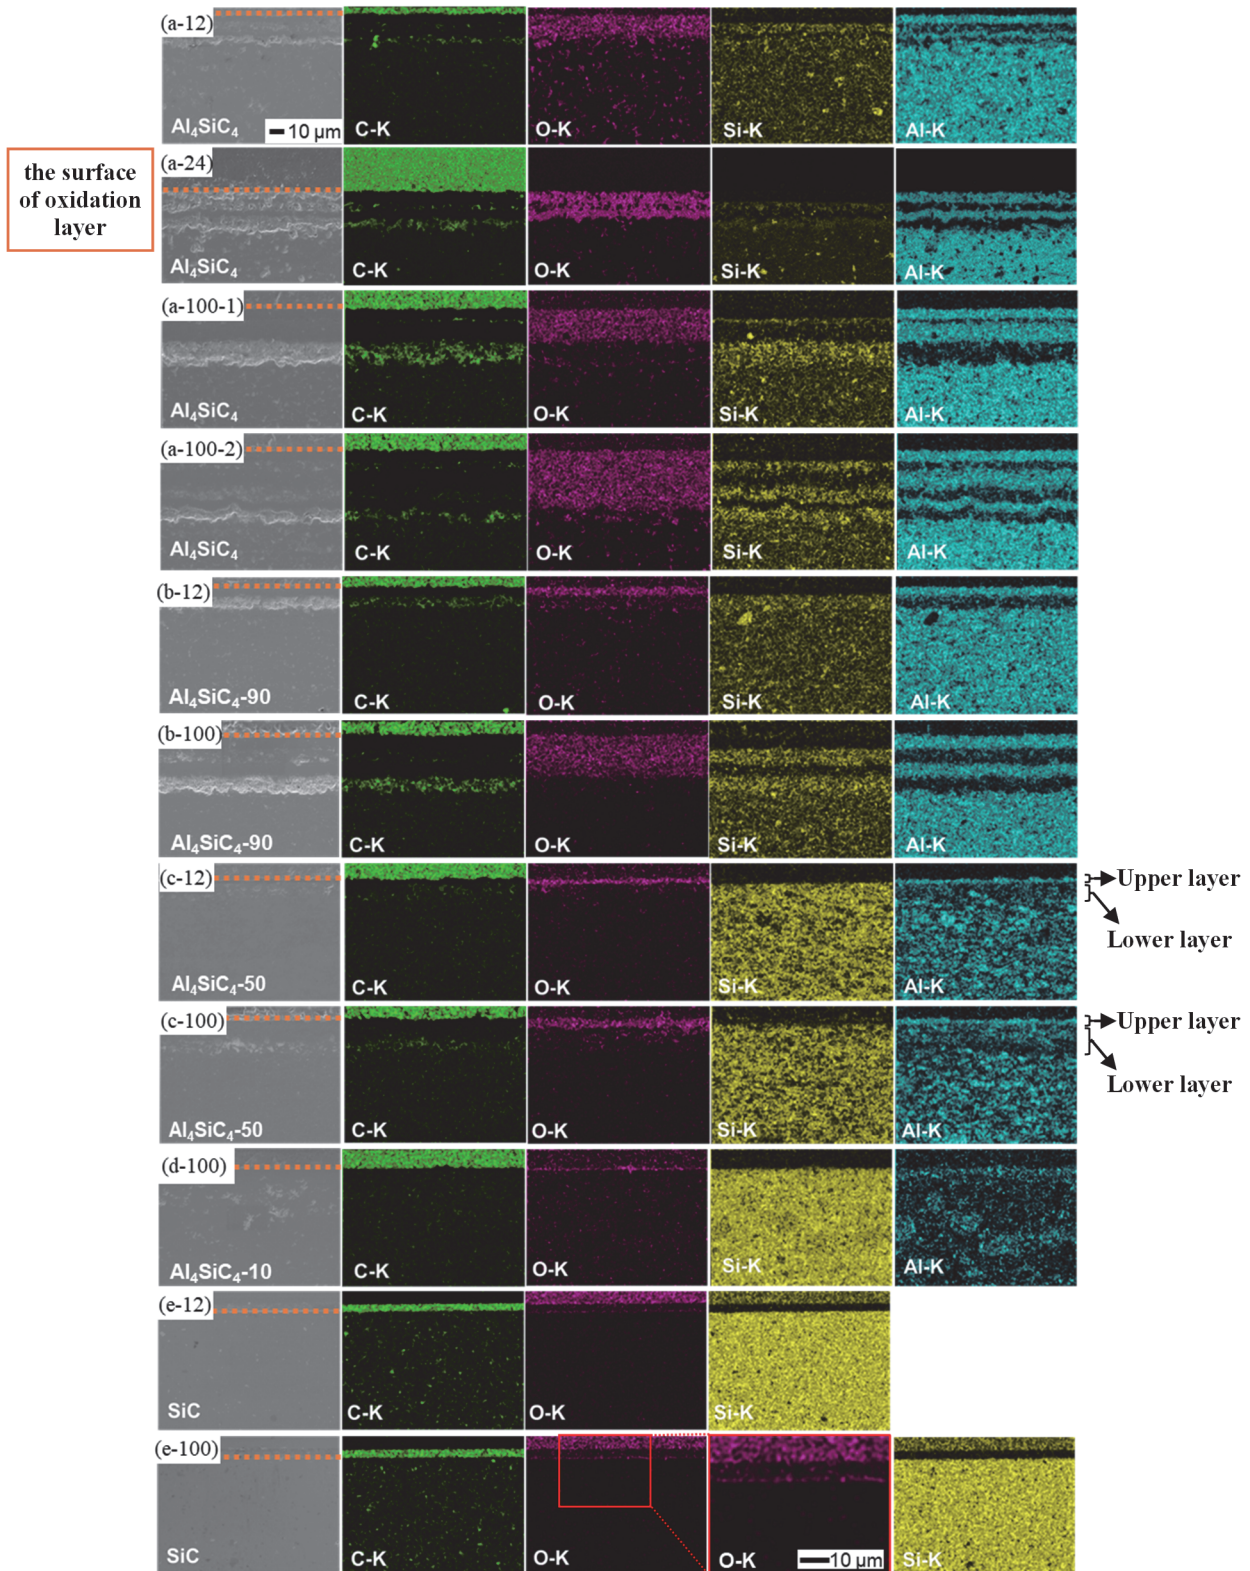 (a-12)
Al₄SiC₄
10 μm
C-K
O-K
Si-K
Al-K
the surface
of oxidation
layer
(a-24)
Al₄SiC₄
C-K
O-K
Si-K
Al-K
(a-100-1)
Al₄SiC₄
C-K
O-K
Si-K
Al-K
(a-100-2)
Al₄SiC₄
C-K
O-K
Si-K
Al-K
(b-12)
Al₄SiC₄-90
C-K
O-K
Si-K
Al-K
(b-100)
Al₄SiC₄-90
C-K
O-K
Si-K
Al-K
(c-12)
Al₄SiC₄-50
C-K
O-K
Si-K
Al-K
Upper layer
Lower layer
(c-100)
Al₄SiC₄-50
C-K
O-K
Si-K
Al-K
Upper layer
Lower layer
(d-100)
Al₄SiC₄-10
C-K
O-K
Si-K
Al-K
(e-12)
SiC
C-K
O-K
Si-K
(e-100)
SiC
C-K
O-K
O-K
10 μm
Si-K